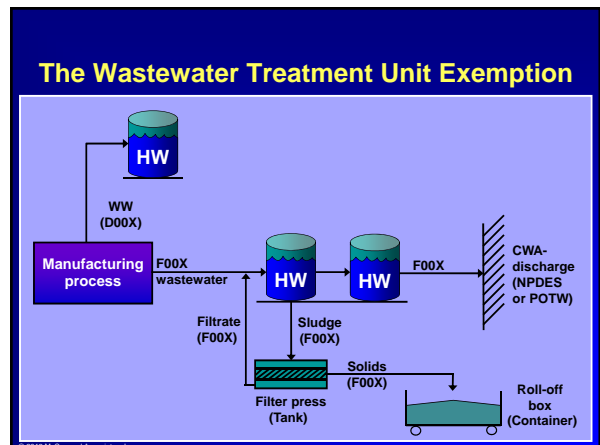 The Wastewater Treatment Unit Exemption
HW
WW
(D00X)
Manufacturing
process
F00X
wastewater
HW
HW
F00X
CWA-
discharge
(NPDES
or POTW)
Filtrate
(F00X)
Sludge
(F00X)
Solids
(F00X)
Filter press
(Tank)
Roll-off
box
(Container)